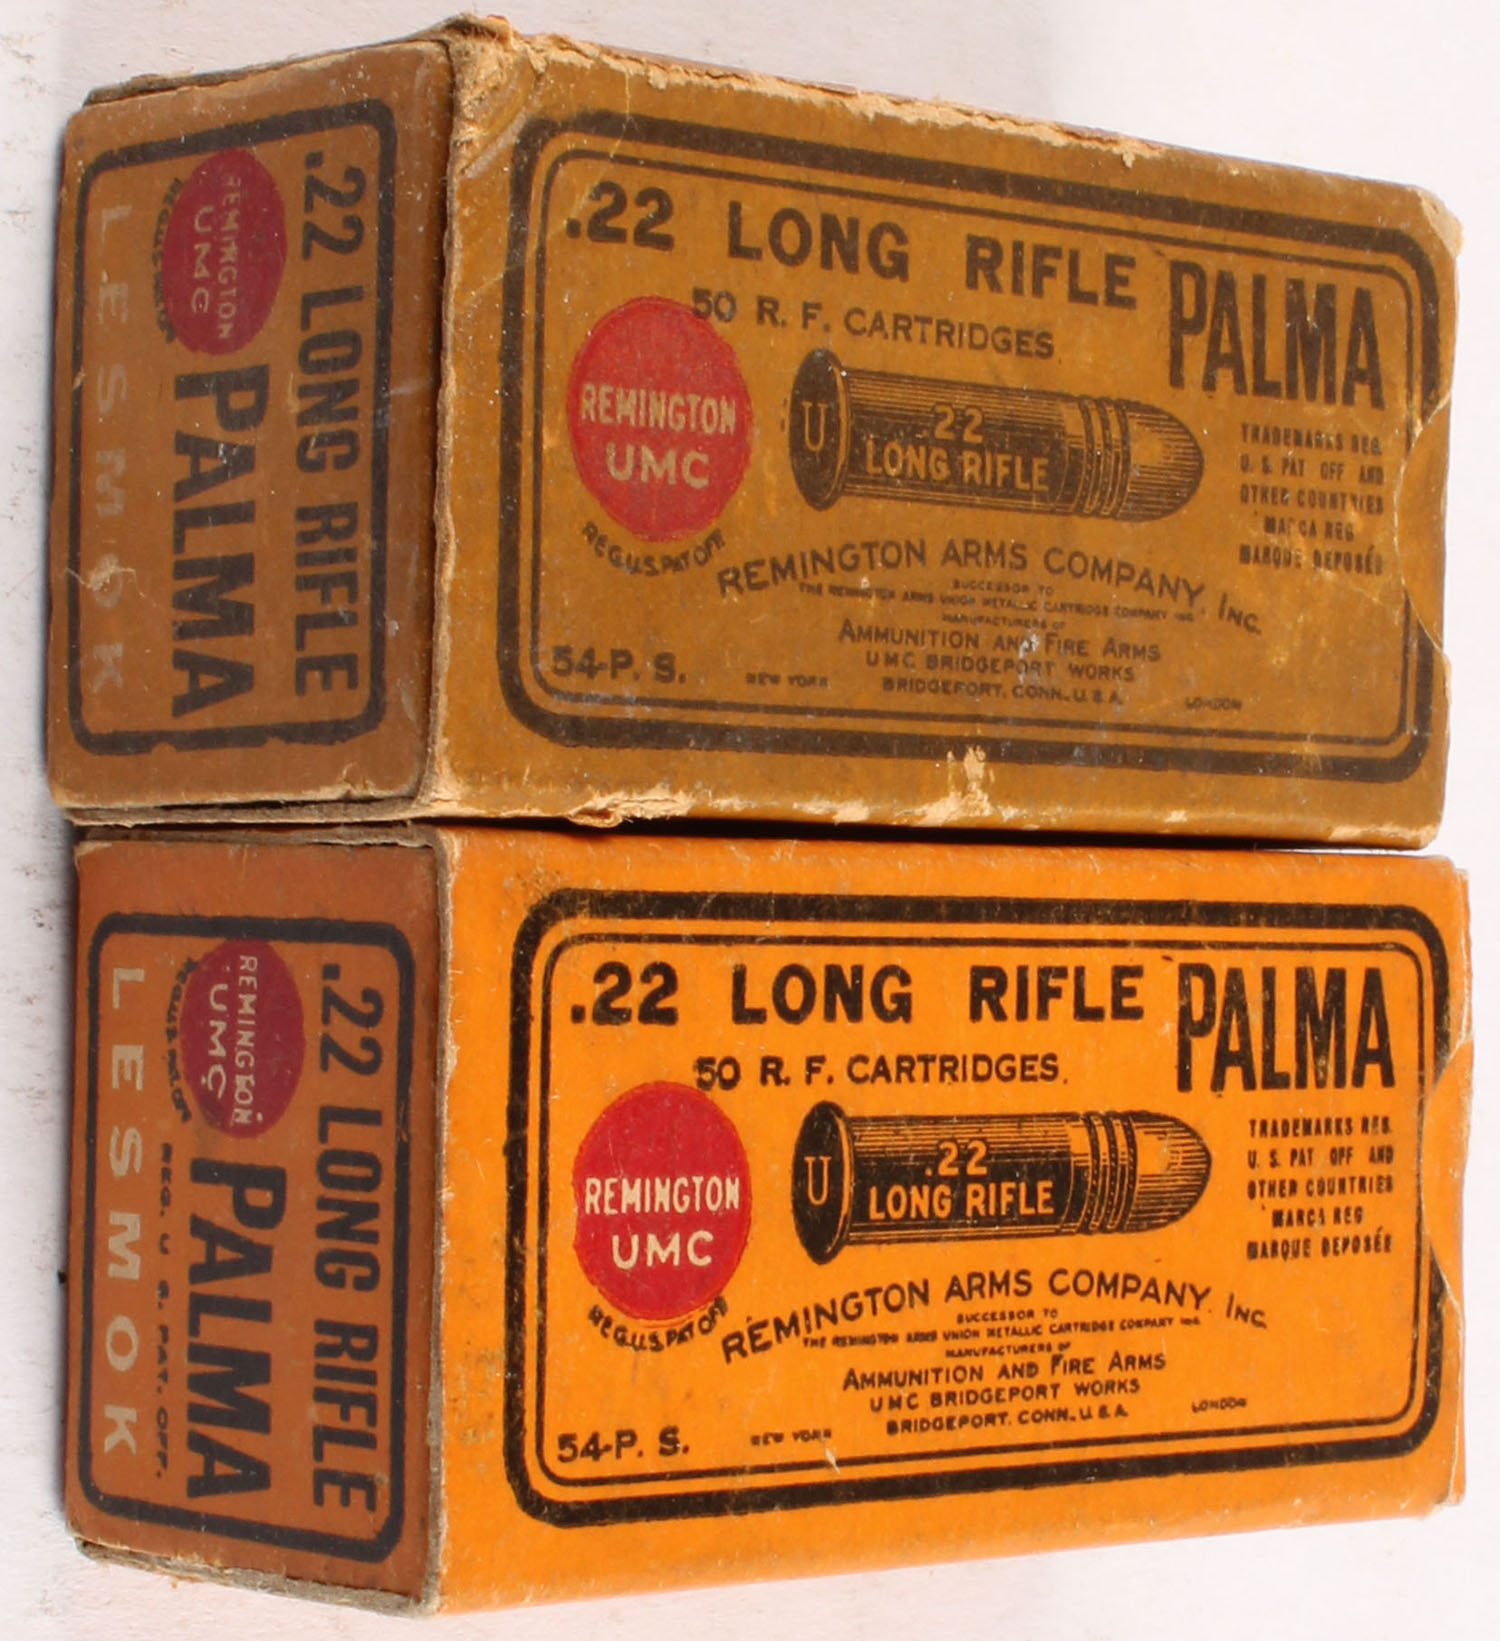 .22 LONG RIFLE
REMINGTON
UMC
PALMA
LESMOK
.22 LONG RIFLE PALMA
50 R. F. CARTRIDGES.
REMINGTON
UMC
REG.U.S.PAT OFF.
U
.22
LONG RIFLE
TRADEMARKS REG.
U. S. PAT OFF AND
OTHER COUNTRIES
MARCA REG
MARQUE DEPOSÉE
REMINGTON ARMS COMPANY, INC.
SUCCESSOR TO
THE REMINGTON ARMS UNION METALLIC CARTRIDGE COMPANY INC.
MANUFACTURERS OF
AMMUNITION AND FIRE ARMS
UMC BRIDGEPORT WORKS
BRIDGEPORT, CONN., U. S. A.
54-P. S.
NEW YORK
LONDON
.22 LONG RIFLE
REMINGTON
UMC
PALMA
REG. U. S. PAT. OFF.
LESMOK
.22 LONG RIFLE PALMA
50 R. F. CARTRIDGES.
REMINGTON
UMC
REG.U.S.PAT OFF.
U
.22
LONG RIFLE
TRADEMARKS REG.
U. S. PAT OFF AND
OTHER COUNTRIES
MARCA REG
MARQUE DEPOSÉE
REMINGTON ARMS COMPANY, INC.
SUCCESSOR TO
THE REMINGTON ARMS UNION METALLIC CARTRIDGE COMPANY INC.
MANUFACTURERS OF
AMMUNITION AND FIRE ARMS
UMC BRIDGEPORT WORKS
BRIDGEPORT, CONN., U. S. A.
54-P. S.
NEW YORK
LONDON